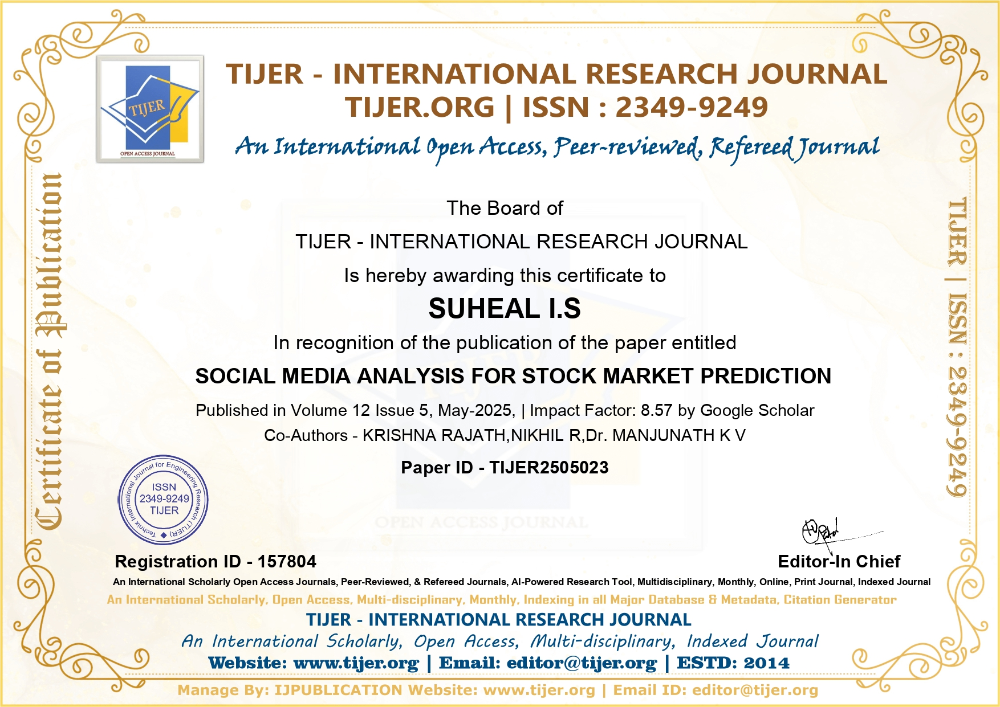 TIJER - INTERNATIONAL RESEARCH JOURNAL
TIJER.ORG | ISSN : 2349-9249
An International Open Access, Peer-reviewed, Refereed Journal
TIJER
OPEN ACCESS JOURNAL
Certificate of Publication
TIJER | ISSN : 2349-9249
The Board of
TIJER - INTERNATIONAL RESEARCH JOURNAL
Is hereby awarding this certificate to
SUHEAL I.S
In recognition of the publication of the paper entitled
SOCIAL MEDIA ANALYSIS FOR STOCK MARKET PREDICTION
Published in Volume 12 Issue 5, May-2025, | Impact Factor: 8.57 by Google Scholar
Co-Authors - KRISHNA RAJATH,NIKHIL R,Dr. MANJUNATH K V
Paper ID - TIJER2505023
TIJER
OPEN ACCESS JOURNAL
Technix International Journal for Engineering Research (TIJER)
ISSN
2349-9249
TIJER
Registration ID - 157804
Editor-In Chief
An International Scholarly Open Access Journals, Peer-Reviewed, & Refereed Journals, AI-Powered Research Tool, Multidisciplinary, Monthly, Online, Print Journal, Indexed Journal
An International Scholarly, Open Access, Multi-disciplinary, Monthly, Indexing in all Major Database & Metadata, Citation Generator
TIJER - INTERNATIONAL RESEARCH JOURNAL
An International Scholarly, Open Access, Multi-disciplinary, Indexed Journal
Website: www.tijer.org | Email: editor@tijer.org | ESTD: 2014
Manage By: IJPUBLICATION Website: www.tijer.org | Email ID: editor@tijer.org